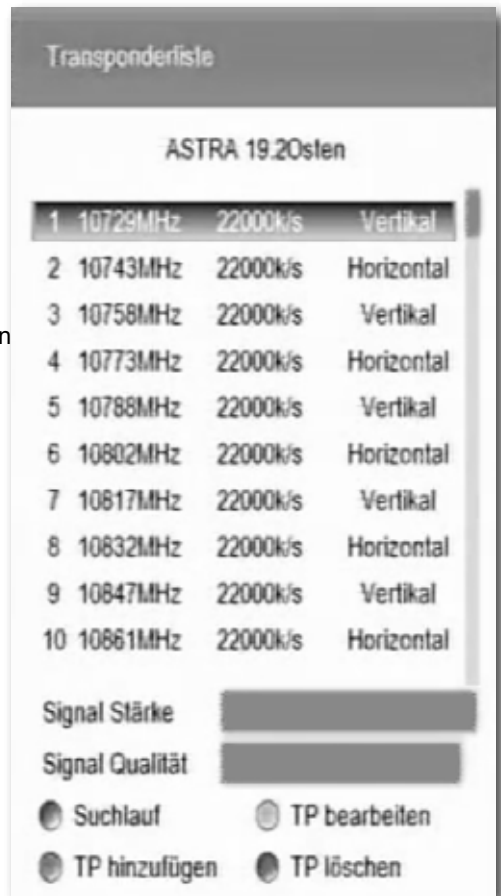 Transponderliste
ASTRA 19.2Osten
1 10729MHz 22000k/s Vertikal
2 10743MHz 22000k/s Horizontal
3 10758MHz 22000k/s Vertikal
n
4 10773MHz 22000k/s Horizontal
5 10788MHz 22000k/s Vertikal
6 10802MHz 22000k/s Horizontal
7 10817MHz 22000k/s Vertikal
8 10832MHz 22000k/s Horizontal
9 10847MHz 22000k/s Vertikal
10 10861MHz 22000k/s Horizontal
Signal Stärke
Signal Qualität
Suchlauf TP bearbeiten
TP hinzufügen TP löschen